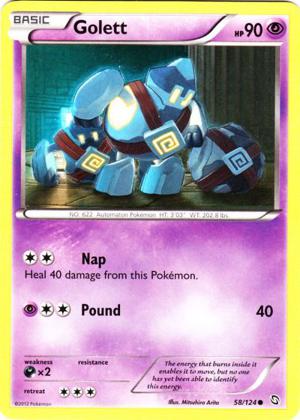 BASIC
Golett
HP 90
NO. 622 Automaton Pokémon HT: 3'03" WT: 202.8 lbs.
Nap
Heal 40 damage from this Pokémon.
Pound 40
weakness resistance
×2
retreat
The energy that burns inside it
enables it to move, but no one
has yet been able to identify
this energy.
Illus. Mitsuhiro Arita
©2012 Pokémon
58/124